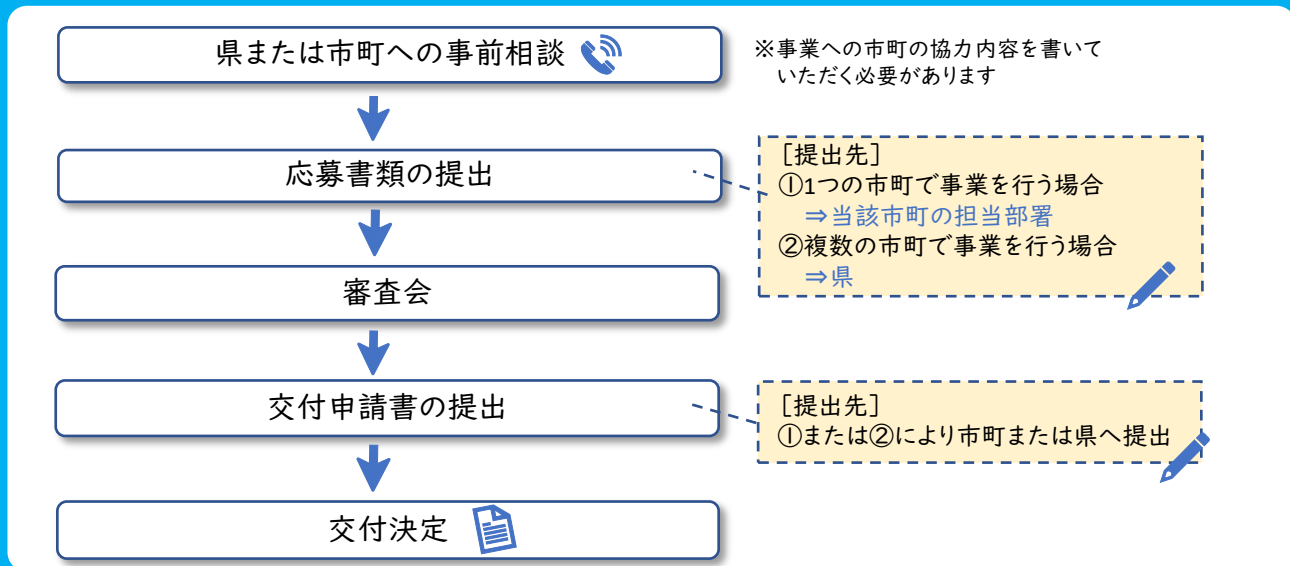 県または市町への事前相談
※事業への市町の協力内容を書いて
いただく必要があります
応募書類の提出
[提出先]
①1つの市町で事業を行う場合
⇒当該市町の担当部署
②複数の市町で事業を行う場合
⇒県
審査会
交付申請書の提出
[提出先]
①または②により市町または県へ提出
交付決定